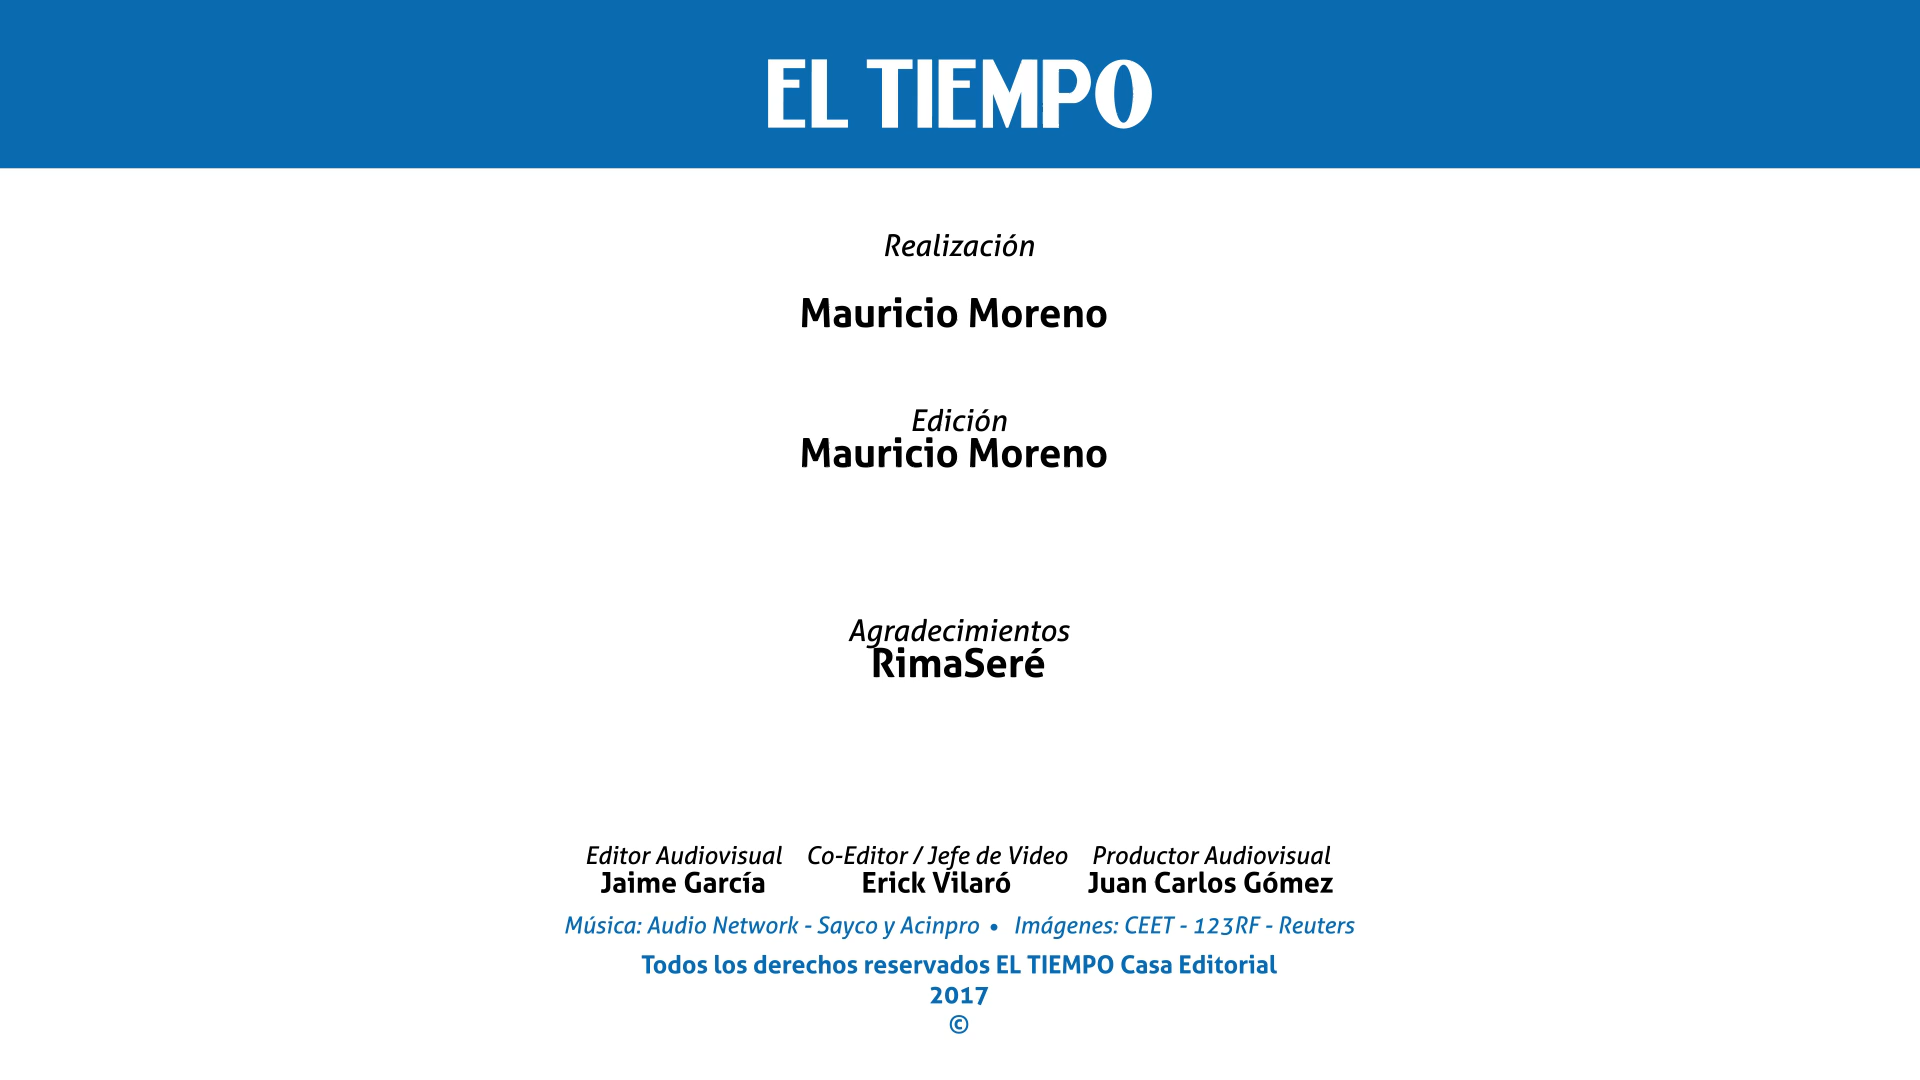 EL TIEMPO
Realización
Mauricio Moreno
Edición
Mauricio Moreno
Agradecimientos
RimaSeré
Editor Audiovisual
Jaime García
Co-Editor / Jefe de Video
Erick Vilaró
Productor Audiovisual
Juan Carlos Gómez
Música: Audio Network - Sayco y Acinpro • Imágenes: CEET - 123RF - Reuters
Todos los derechos reservados EL TIEMPO Casa Editorial
2017
©